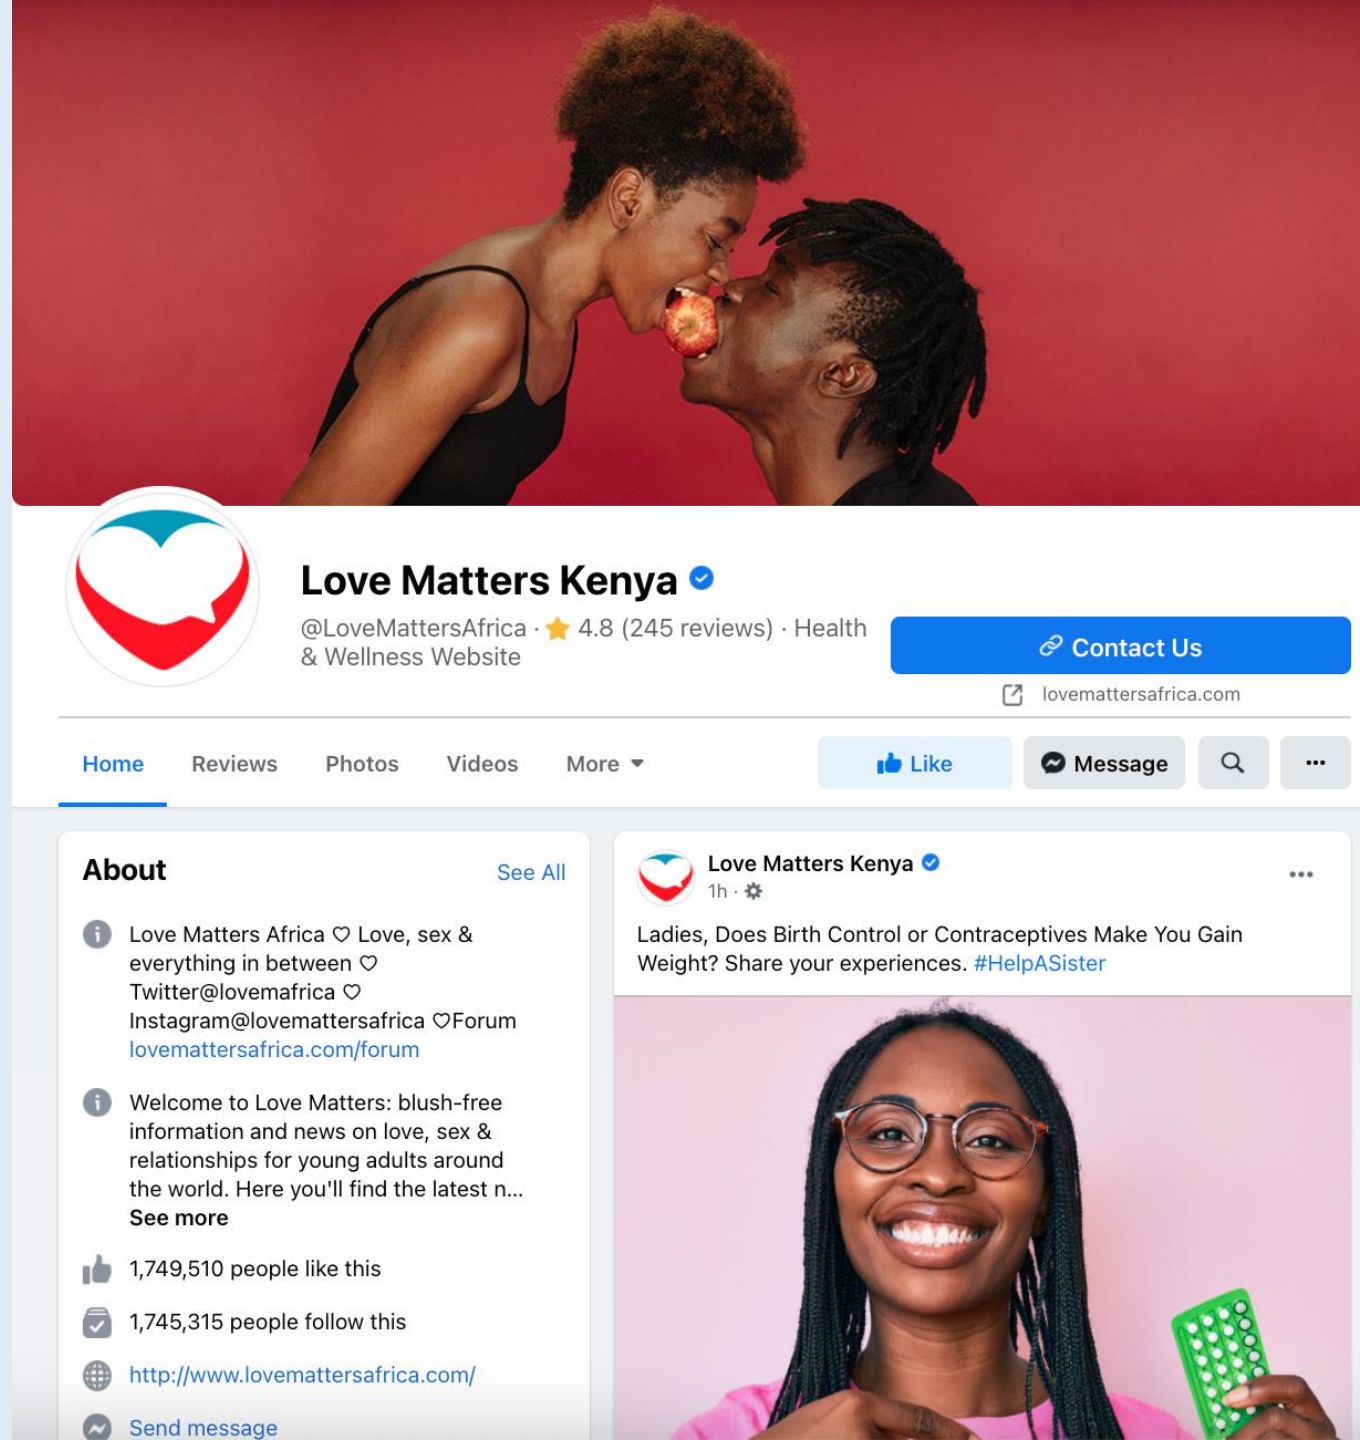 Love Matters Kenya
@LoveMattersAfrica · 4.8 (245 reviews) · Health
& Wellness Website
Contact Us
lovemattersafrica.com
Home
Reviews
Photos
Videos
More
Like
Message
About
See All
Love Matters Africa ♡ Love, sex &
everything in between ♡
Twitter@lovemafrica ♡
Instagram@lovemattersafrica ♡Forum
lovemattersafrica.com/forum
Welcome to Love Matters: blush-free
information and news on love, sex &
relationships for young adults around
the world. Here you'll find the latest n...
See more
1,749,510 people like this
1,745,315 people follow this
http://www.lovemattersafrica.com/
Send message
Love Matters Kenya
1h ·
Ladies, Does Birth Control or Contraceptives Make You Gain
Weight? Share your experiences. #HelpASister